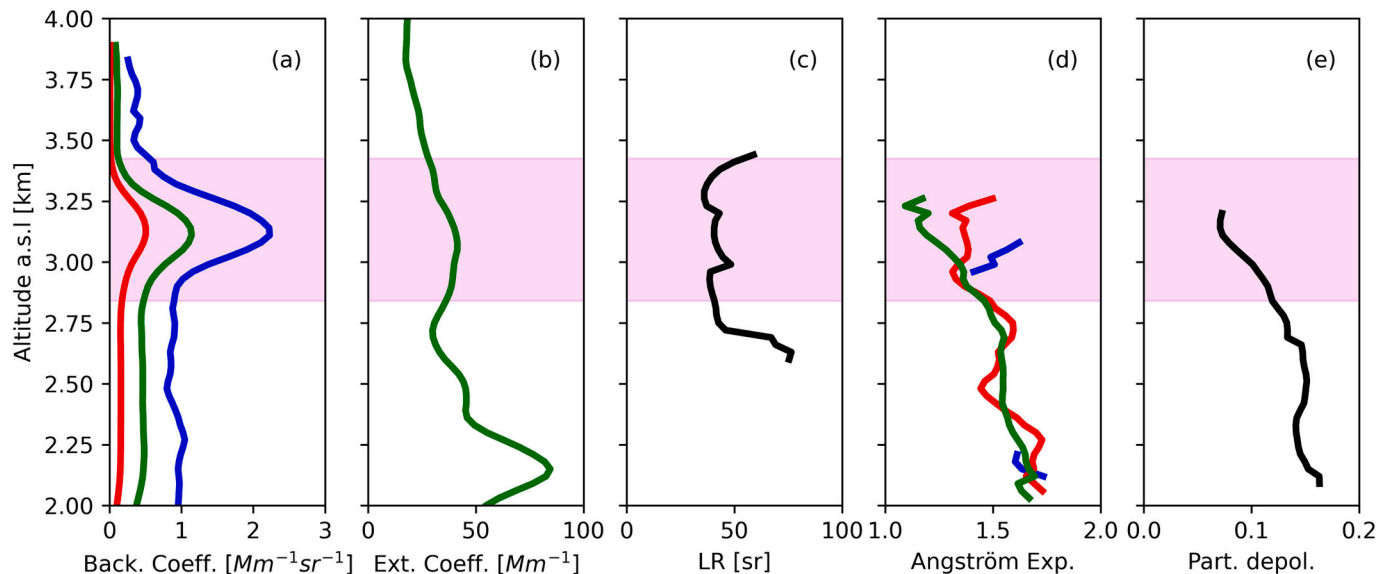 4.00
3.75
3.50
3.25
3.00
2.75
2.50
2.25
2.00
Altitude a.s.l [km]
(a)
0 1 2 3
Back. Coeff. [Mm⁻¹sr⁻¹]
(b)
0 50 100
Ext. Coeff. [Mm⁻¹]
(c)
0 50 100
LR [sr]
(d)
1.0 1.5 2.0
Angström Exp.
(e)
0.0 0.1 0.2
Part. depol.